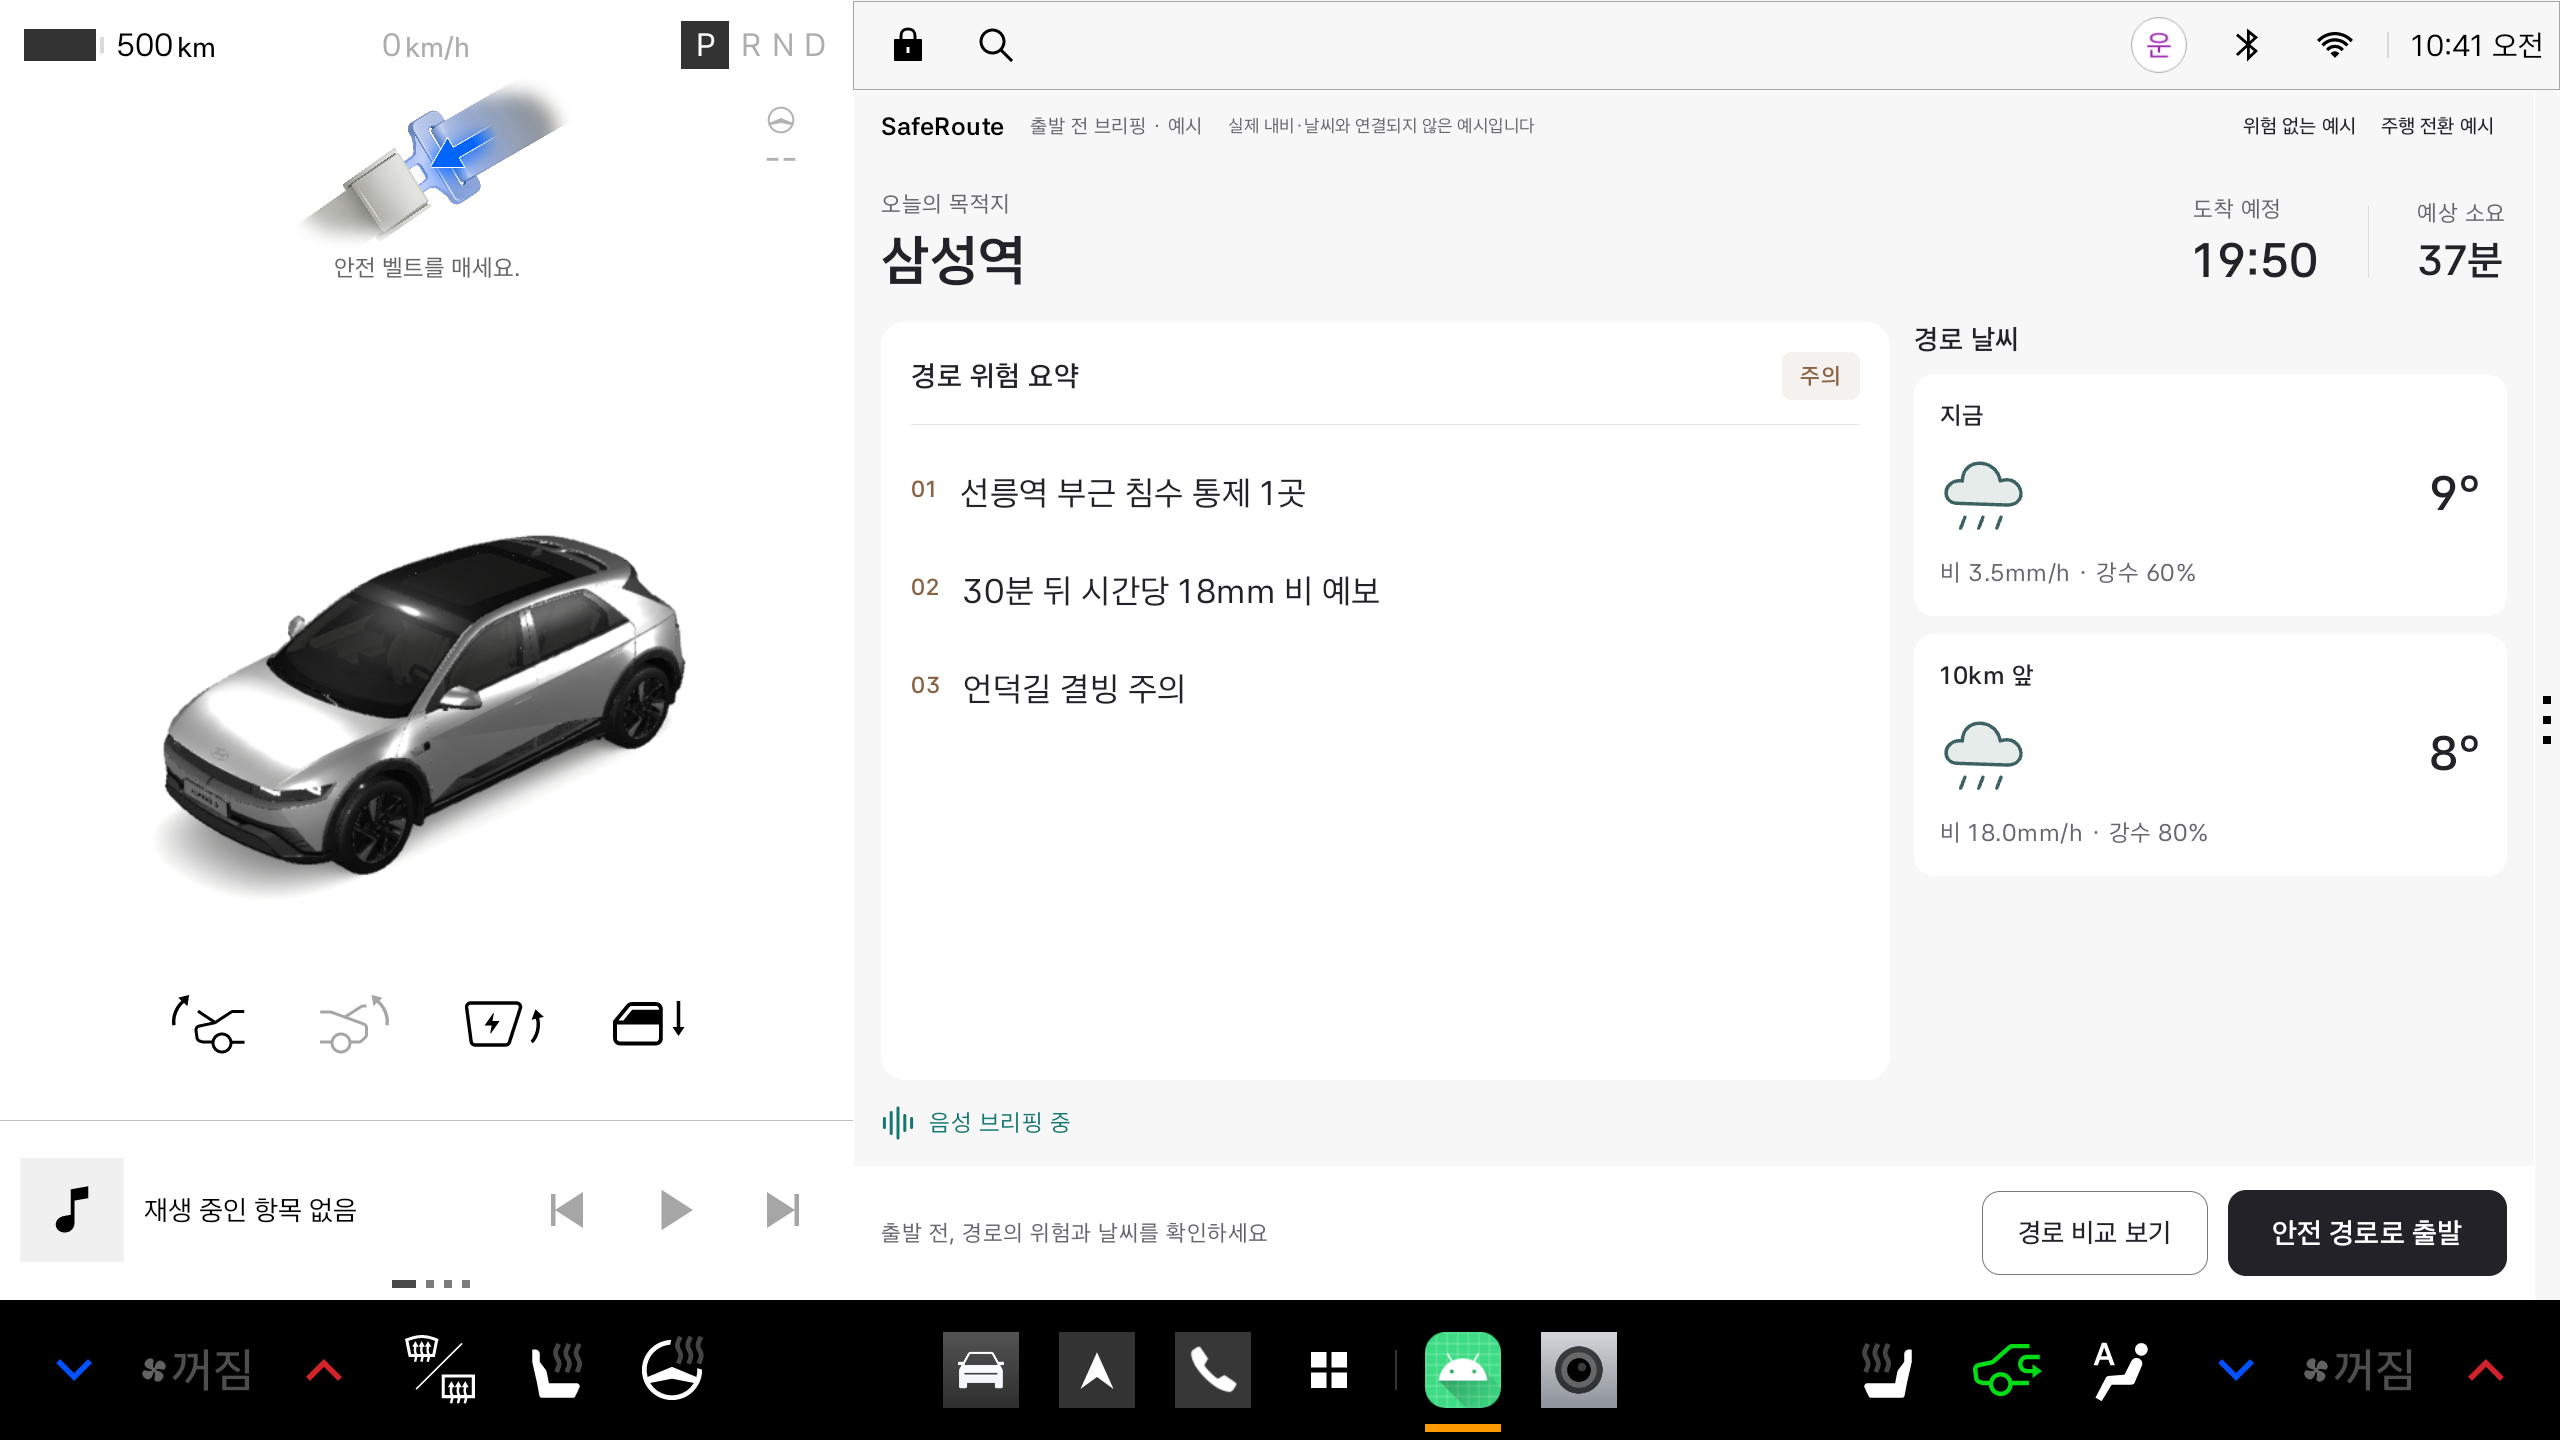 500 km
0 km/h
P R N D
운
10:41 오전
안전 벨트를 매세요.
SafeRoute 출발 전 브리핑 · 예시 실제 내비·날씨와 연결되지 않은 예시입니다
위험 없는 예시 주행 전환 예시
오늘의 목적지
삼성역
도착 예정
19:50
예상 소요
37분
경로 위험 요약
주의
01 선릉역 부근 침수 통제 1곳
02 30분 뒤 시간당 18mm 비 예보
03 언덕길 결빙 주의
경로 날씨
지금
9°
비 3.5mm/h · 강수 60%
10km 앞
8°
비 18.0mm/h · 강수 80%
음성 브리핑 중
재생 중인 항목 없음
출발 전, 경로의 위험과 날씨를 확인하세요
경로 비교 보기
안전 경로로 출발
꺼짐
A
꺼짐